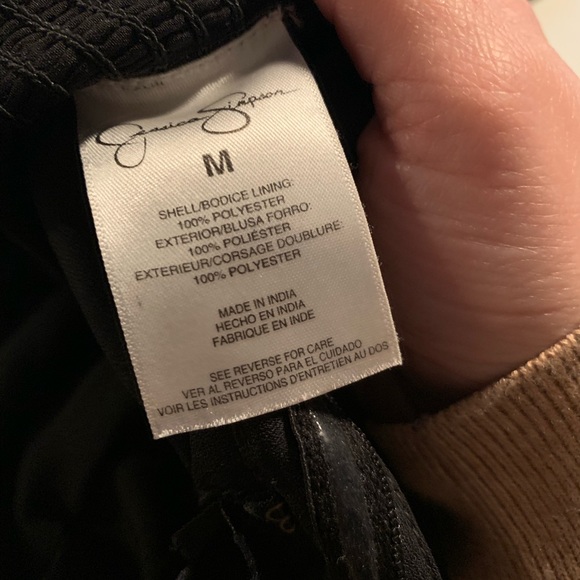 Jessica Simpson
M
SHELL/BODICE LINING:
100% POLYESTER
EXTERIOR/BLUSA FORRO:
100% POLIÉSTER
EXTERIEUR/CORSAGE DOUBLURE:
100% POLYESTER
MADE IN INDIA
HECHO EN INDIA
FABRIQUE EN INDE
SEE REVERSE FOR CARE
VER AL REVERSO PARA EL CUIDADO
VOIR LES INSTRUCTIONS D'ENTRETIEN AU DOS